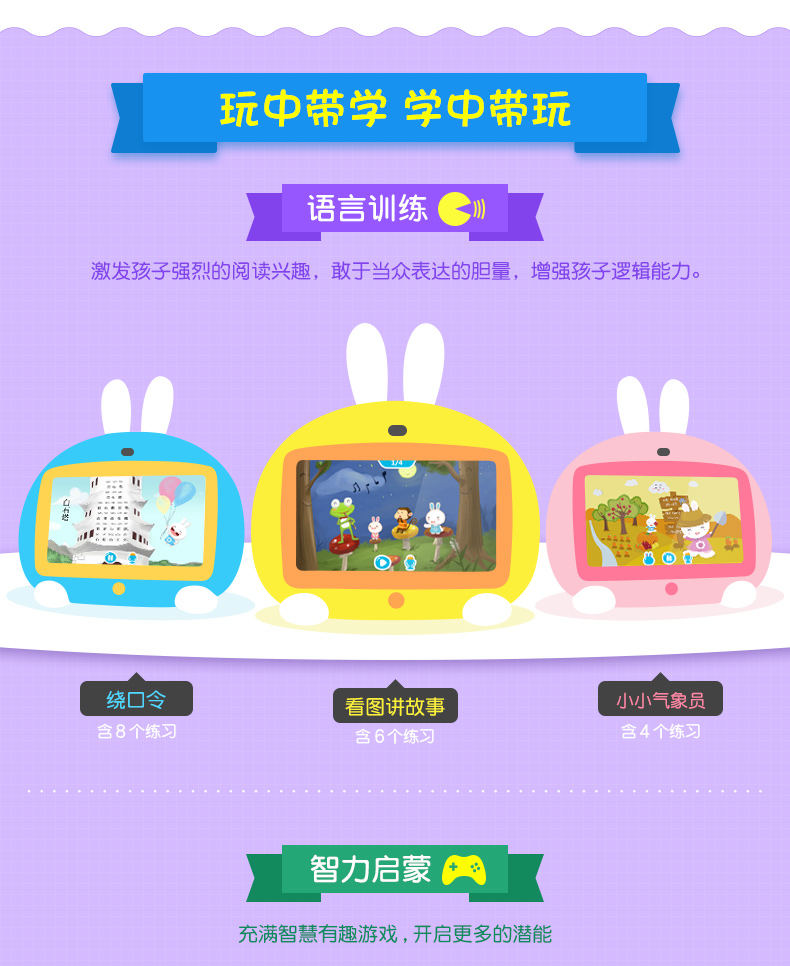 玩中带学 学中带玩
语言训练
激发孩子强烈的阅读兴趣，敢于当众表达的胆量，增强孩子逻辑能力。
1/4
绕口令
看图讲故事
小小气象员
含8个练习
含6个练习
含4个练习
智力启蒙
充满智慧有趣游戏,开启更多的潜能